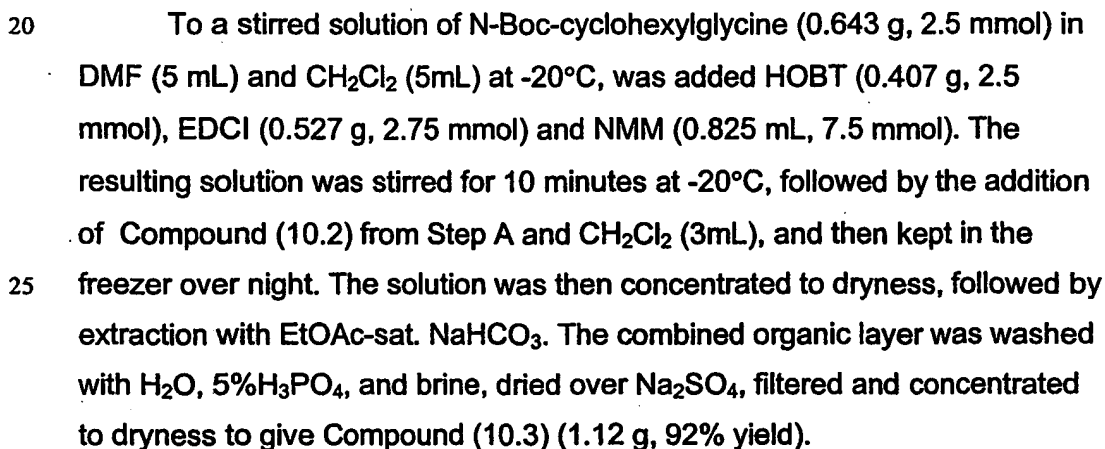 20 To a stirred solution of N-Boc-cyclohexylglycine (0.643 g, 2.5 mmol) in
DMF (5 mL) and CH₂Cl₂ (5mL) at -20°C, was added HOBT (0.407 g, 2.5
mmol), EDCI (0.527 g, 2.75 mmol) and NMM (0.825 mL, 7.5 mmol). The
resulting solution was stirred for 10 minutes at -20°C, followed by the addition
of Compound (10.2) from Step A and CH₂Cl₂ (3mL), and then kept in the
25 freezer over night. The solution was then concentrated to dryness, followed by
extraction with EtOAc-sat. NaHCO₃. The combined organic layer was washed
with H₂O, 5%H₃PO₄, and brine, dried over Na₂SO₄, filtered and concentrated
to dryness to give Compound (10.3) (1.12 g, 92% yield).